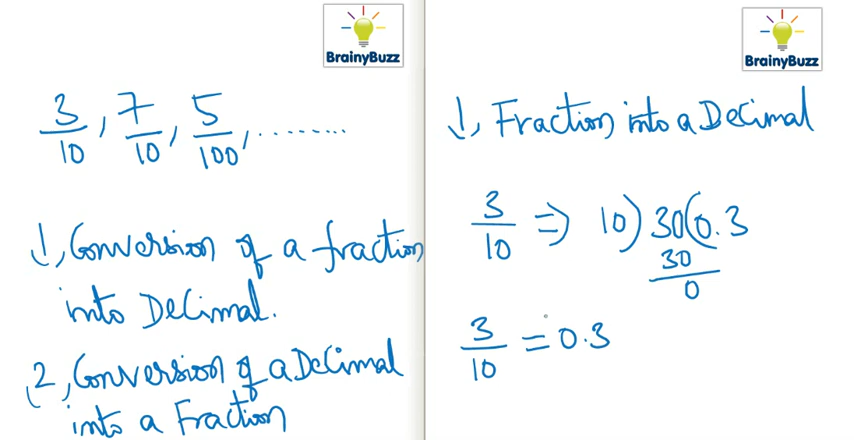 BrainyBuzz
3/10, 7/10, 5/100, ........
1, Conversion of a fraction
into Decimal.
2, Conversion of a Decimal
into a Fraction
BrainyBuzz
1, Fraction into a Decimal
3/10 => 10) 30 (0.3
30
0
3/10 = 0.3